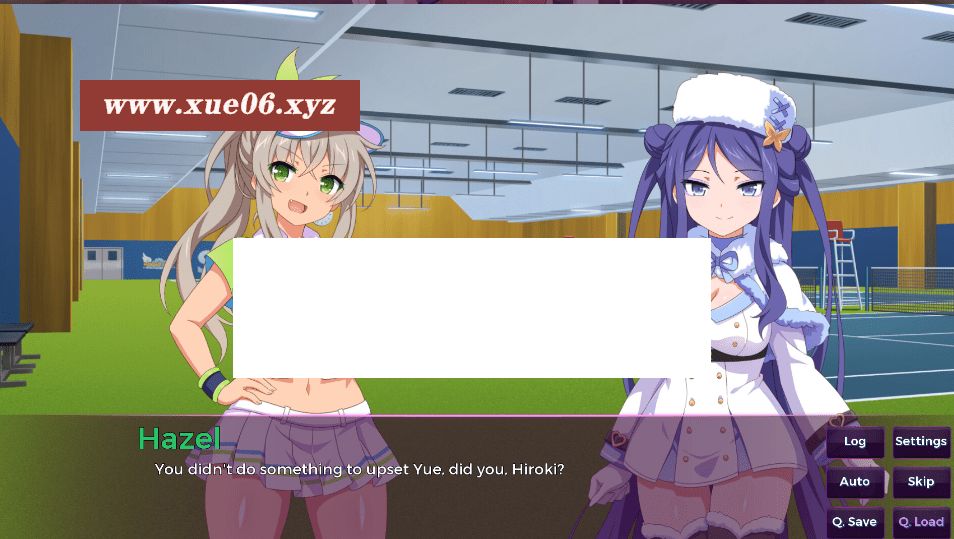 www.xue06.xyz
Hazel
You didn't do something to upset Yue, did you, Hiroki?
Log
Settings
Auto
Skip
Q. Save
Q. Load